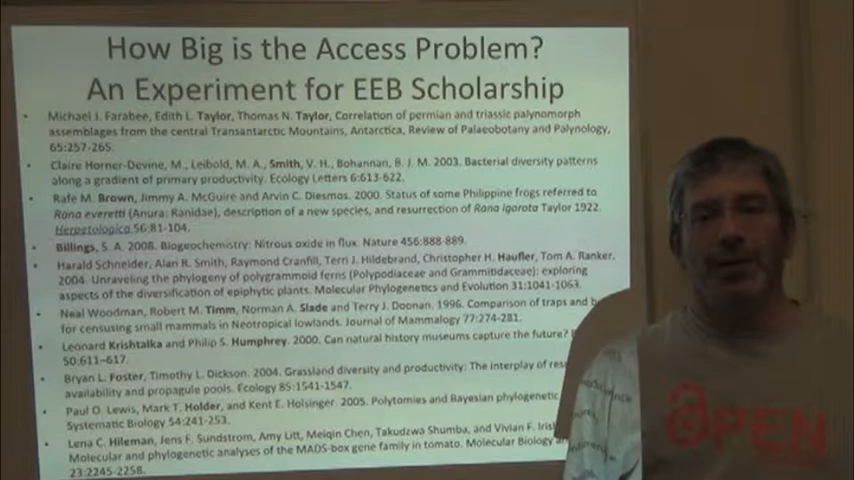 How Big is the Access Problem?
An Experiment for EEB Scholarship
• Michael J. Farabee, Edith L. Taylor, Thomas N. Taylor, Correlation of permian and triassic palynomorph
assemblages from the central Transantarctic Mountains, Antarctica, Review of Palaeobotany and Palynology,
65:257-265.
• Claire Horner-Devine, M., Leibold, M. A., Smith, V. H., Bohannan, B. J. M. 2003. Bacterial diversity patterns
along a gradient of primary productivity. Ecology Letters 6:613-622.
• Rafe M. Brown, Jimmy A. McGuire and Arvin C. Diesmos. 2000. Status of some Philippine frogs referred to
Rana everetti (Anura: Ranidae), description of a new species, and resurrection of Rana igorota Taylor 1922.
Herpetologica 56:81-104.
• Billings, S. A. 2008. Biogeochemistry: Nitrous oxide in flux. Nature 456:888-889.
• Harald Schneider, Alan R. Smith, Raymond Cranfill, Terri J. Hildebrand, Christopher H. Haufler, Tom A. Ranker.
2004. Unraveling the phylogeny of polygrammoid ferns (Polypodiaceae and Grammitidaceae): exploring
aspects of the diversification of epiphytic plants. Molecular Phylogenetics and Evolution 31:1041-1063.
• Neal Woodman, Robert M. Timm, Norman A. Slade and Terry J. Doonan. 1996. Comparison of traps and
for censusing small mammals in Neotropical lowlands. Journal of Mammalogy 77:274-281.
• Leonard Krishtalka and Philip S. Humphrey. 2000. Can natural history museums capture the future?
50:611–617.
• Bryan L. Foster, Timothy L. Dickson. 2004. Grassland diversity and productivity: The interplay of
availability and propagule pools. Ecology 85:1541-1547.
• Paul O. Lewis, Mark T. Holder, and Kent E. Holsinger. 2005. Polytomies and Bayesian phylogenetic
Systematic Biology 54:241-253.
• Lena C. Hileman, Jens F. Sundstrom, Amy Litt, Meiqin Chen, Takudzwa Shumba, and Vivian F.
Molecular and phylogenetic analyses of the MADS-box gene family in tomato. Molecular Biology
23:2245-2258.
OPEN